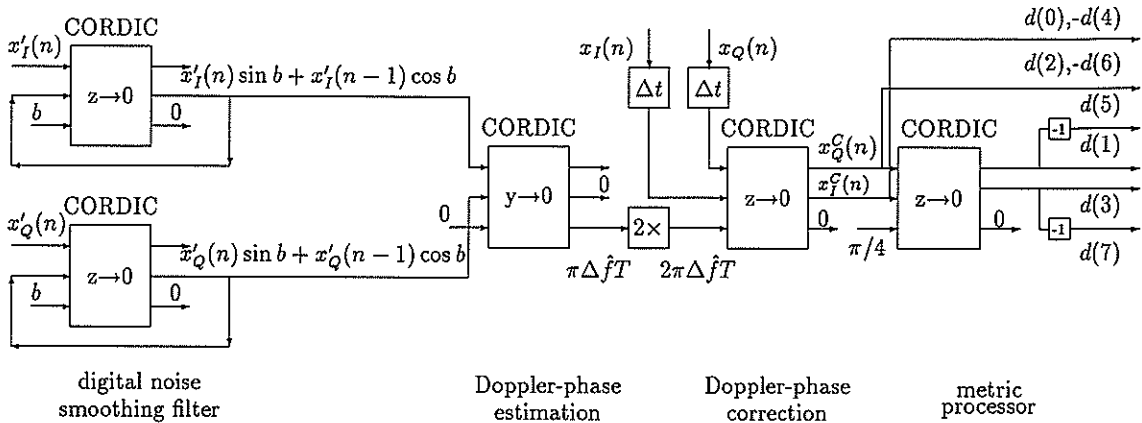 CORDIC
x'_I(n)
z→0
b
0
x̃'_I(n) sin b + x'_I(n−1) cos b
CORDIC
x'_Q(n)
z→0
b
0
x̃'_Q(n) sin b + x'_Q(n−1) cos b
CORDIC
y→0
0
0
πΔf̂T
2×
2πΔf̂T
x_I(n)
x_Q(n)
Δt
Δt
CORDIC
z→0
x_Q^C(n)
x_I^C(n)
0
π/4
z→0
0
d(0),-d(4)
d(2),-d(6)
d(5)
-1
d(1)
d(3)
-1
d(7)
digital noise
smoothing filter
Doppler-phase
estimation
Doppler-phase
correction
metric
processor